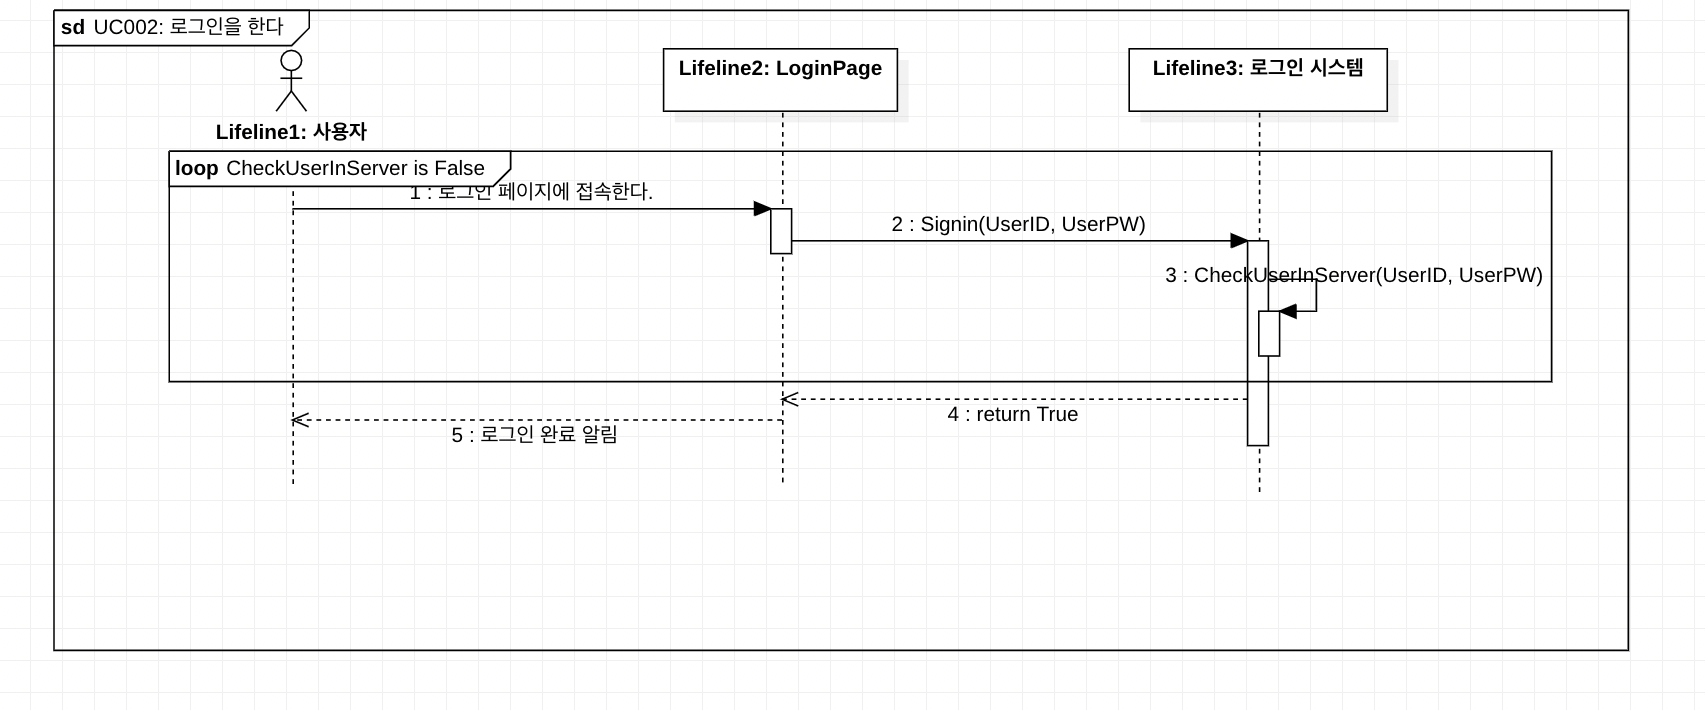 sd UC002: 로그인을 한다
Lifeline2: LoginPage
Lifeline3: 로그인 시스템
Lifeline1: 사용자
loop CheckUserInServer is False
1 : 로그인 페이지에 접속한다.
2 : Signin(UserID, UserPW)
3 : CheckUserInServer(UserID, UserPW)
4 : return True
5 : 로그인 완료 알림